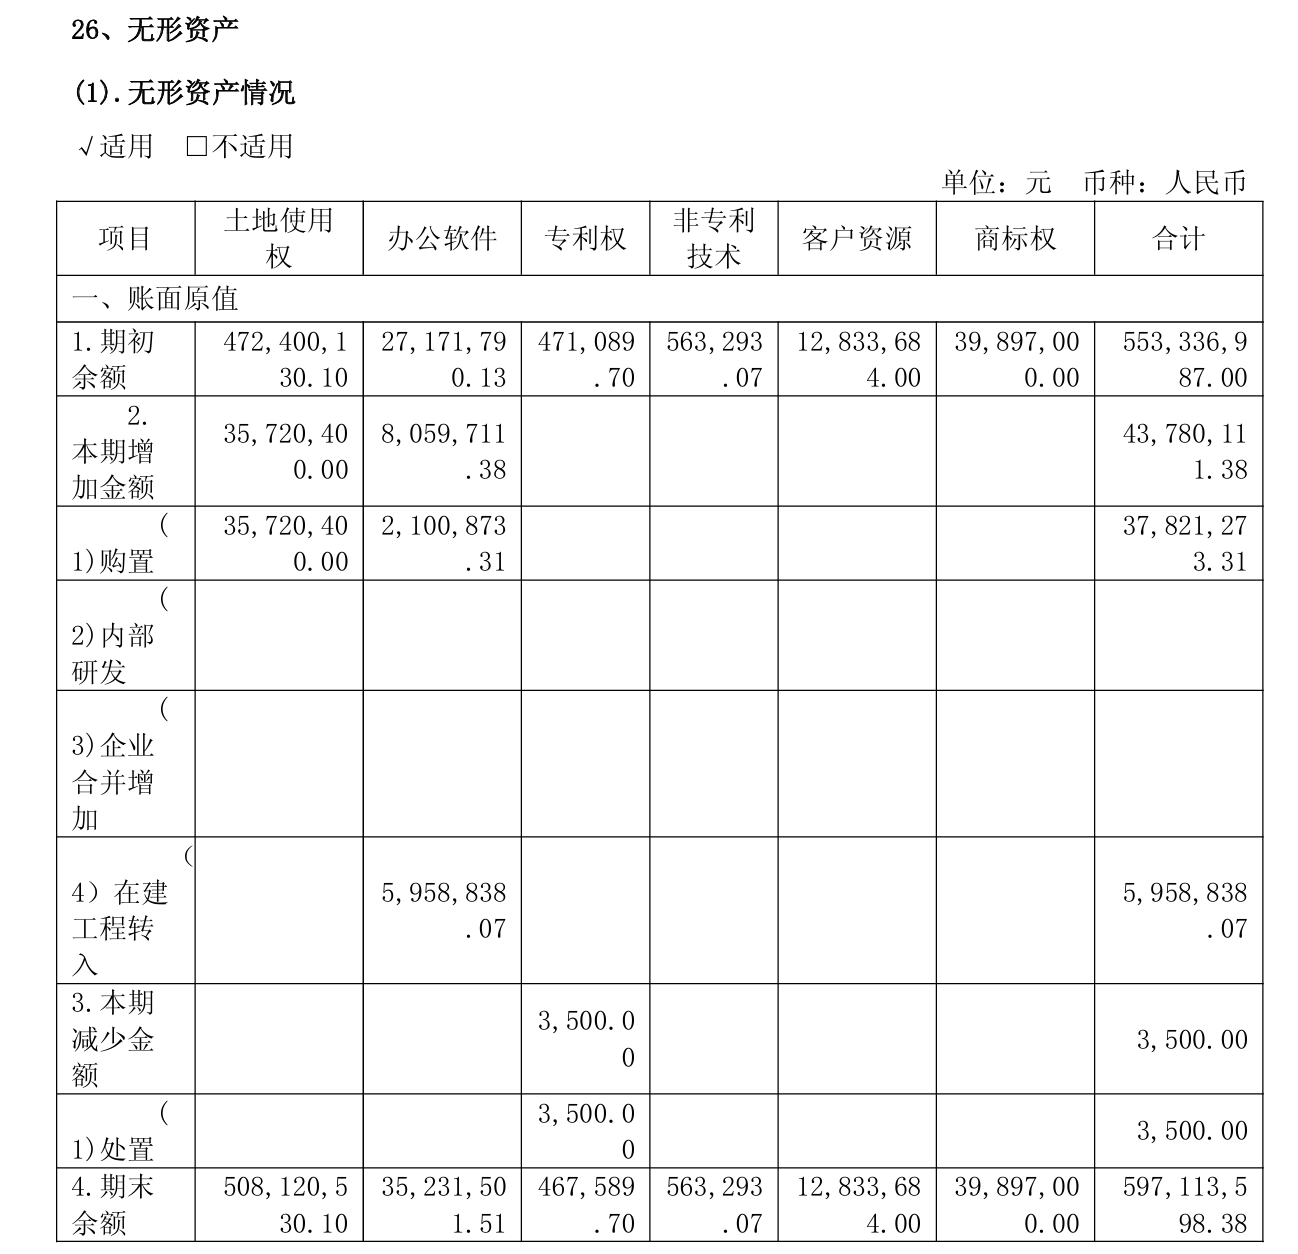 26、无形资产
(1).无形资产情况
√适用 □不适用
单位：元 币种：人民币
项目 土地使用权 办公软件 专利权 非专利技术 客户资源 商标权 合计
一、账面原值
1.期初余额 472,400,130.10 27,171,790.13 471,089.70 563,293.07 12,833,684.00 39,897,000.00 553,336,987.00
2.本期增加金额 35,720,400.00 8,059,711.38 43,780,111.38
(1)购置 35,720,400.00 2,100,873.31 37,821,273.31
(2)内部研发
(3)企业合并增加
(4）在建工程转入 5,958,838.07 5,958,838.07
3.本期减少金额 3,500.00 3,500.00
(1)处置 3,500.00 3,500.00
4.期末余额 508,120,530.10 35,231,501.51 467,589.70 563,293.07 12,833,684.00 39,897,000.00 597,113,598.38